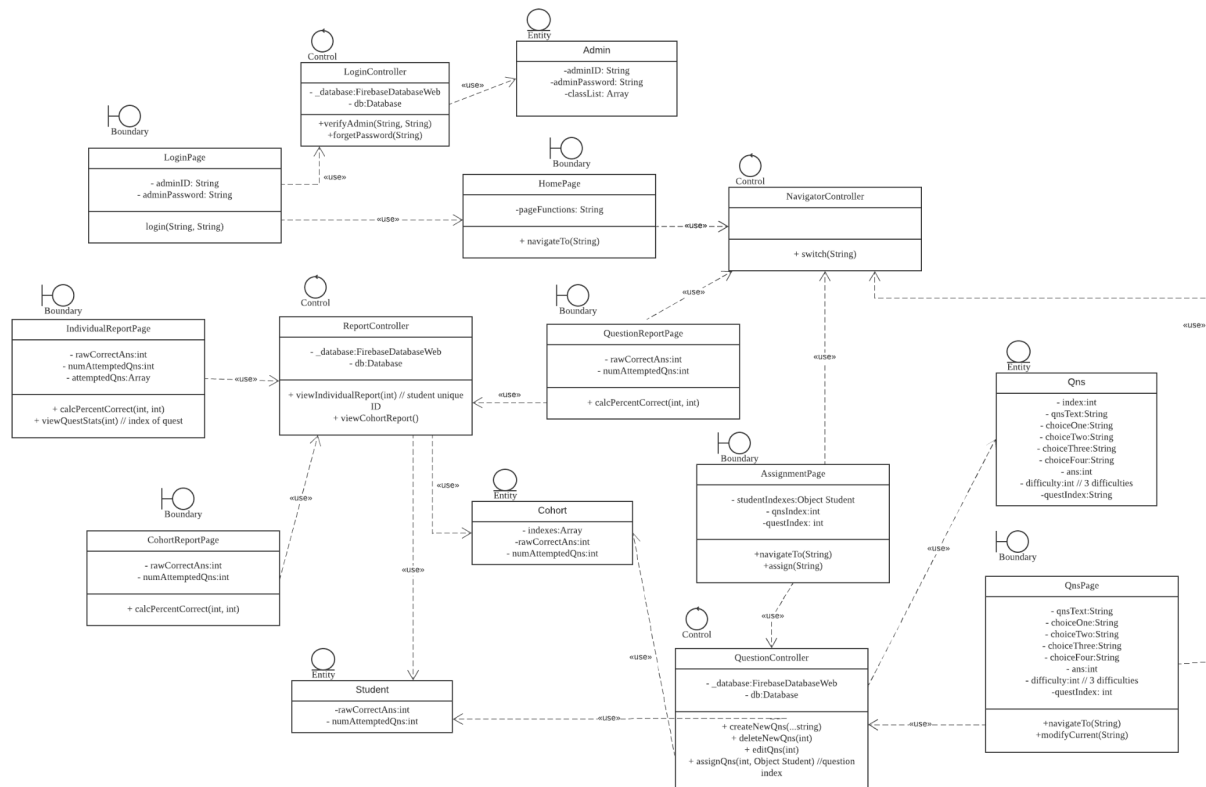 Entity
Admin
-adminID: String
-adminPassword: String
-classList: Array
Control
LoginController
- _database:FirebaseDatabaseWeb
- db:Database
+verifyAdmin(String, String)
+forgetPassword(String)
«use»
Boundary
LoginPage
- adminID: String
- adminPassword: String
login(String, String)
«use»
«use»
Boundary
HomePage
-pageFunctions: String
+ navigateTo(String)
«use»
Control
NavigatorController
+ switch(String)
«use»
«use»
«use»
Boundary
IndividualReportPage
- rawCorrectAns:int
- numAttemptedQns:int
- attemptedQns:Array
+ calcPercentCorrect(int, int)
+ viewQuestStats(int) // index of quest
«use»
Control
ReportController
- _database:FirebaseDatabaseWeb
- db:Database
+ viewIndividualReport(int) // student unique
ID
+ viewCohortReport()
«use»
Boundary
QuestionReportPage
- rawCorrectAns:int
- numAttemptedQns:int
+ calcPercentCorrect(int, int)
Entity
Qns
- index:int
- qnsText:String
- choiceOne:String
- choiceTwo:String
- choiceThree:String
- choiceFour:String
- ans:int
- difficulty:int // 3 difficulties
-questIndex:String
Boundary
AssignmentPage
- studentIndexes:Object Student
- qnsIndex:int
-questIndex: int
+navigateTo(String)
+assign(String)
«use»
Entity
Cohort
- indexes:Array
-rawCorrectAns:int
- numAttemptedQns:int
«use»
«use»
Boundary
CohortReportPage
- rawCorrectAns:int
- numAttemptedQns:int
+ calcPercentCorrect(int, int)
«use»
«use»
Boundary
QnsPage
- qnsText:String
- choiceOne:String
- choiceTwo:String
- choiceThree:String
- choiceFour:String
- ans:int
- difficulty:int // 3 difficulties
-questIndex: int
+navigateTo(String)
+modifyCurrent(String)
«use»
Control
QuestionController
- _database:FirebaseDatabaseWeb
- db:Database
+ createNewQns(...string)
+ deleteNewQns(int)
+ editQns(int)
+ assignQns(int, Object Student) //question
index
«use»
«use»
«use»
Entity
Student
-rawCorrectAns:int
- numAttemptedQns:int